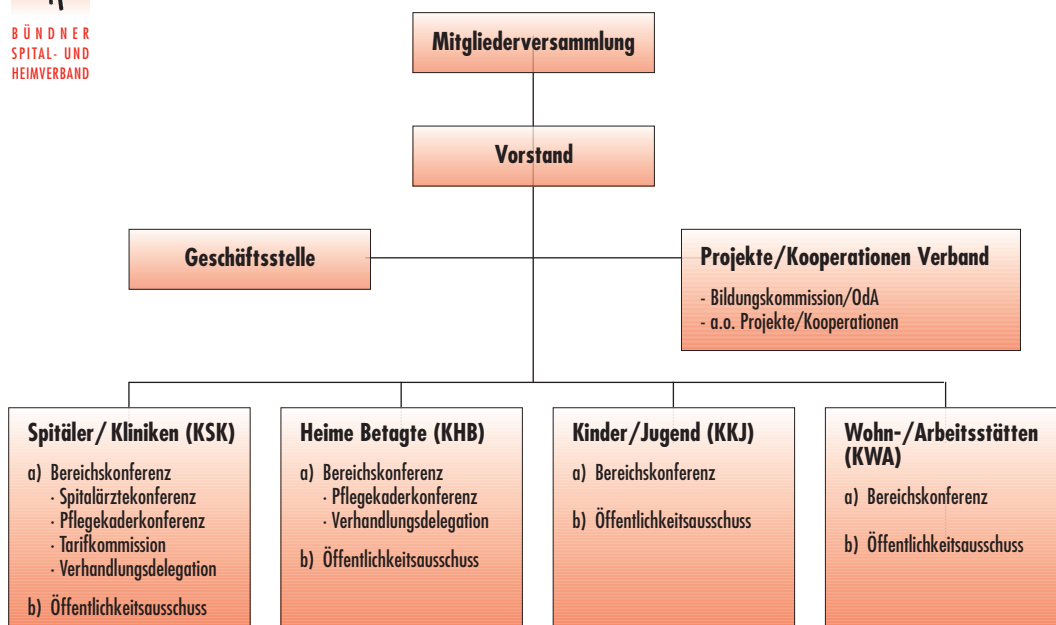 BÜNDNER
SPITAL- UND
HEIMVERBAND
Mitgliederversammlung
Vorstand
Geschäftsstelle
Projekte/Kooperationen Verband
- Bildungskommission/OdA
- a.o. Projekte/Kooperationen
Spitäler/Kliniken (KSK)
a) Bereichskonferenz
· Spitalärztekonferenz
· Pflegekaderkonferenz
· Tarifkommission
· Verhandlungsdelegation
b) Öffentlichkeitsausschuss
Heime Betagte (KHB)
a) Bereichskonferenz
· Pflegekaderkonferenz
· Verhandlungsdelegation
b) Öffentlichkeitsausschuss
Kinder/Jugend (KKJ)
a) Bereichskonferenz
b) Öffentlichkeitsausschuss
Wohn-/Arbeitsstätten
(KWA)
a) Bereichskonferenz
b) Öffentlichkeitsausschuss